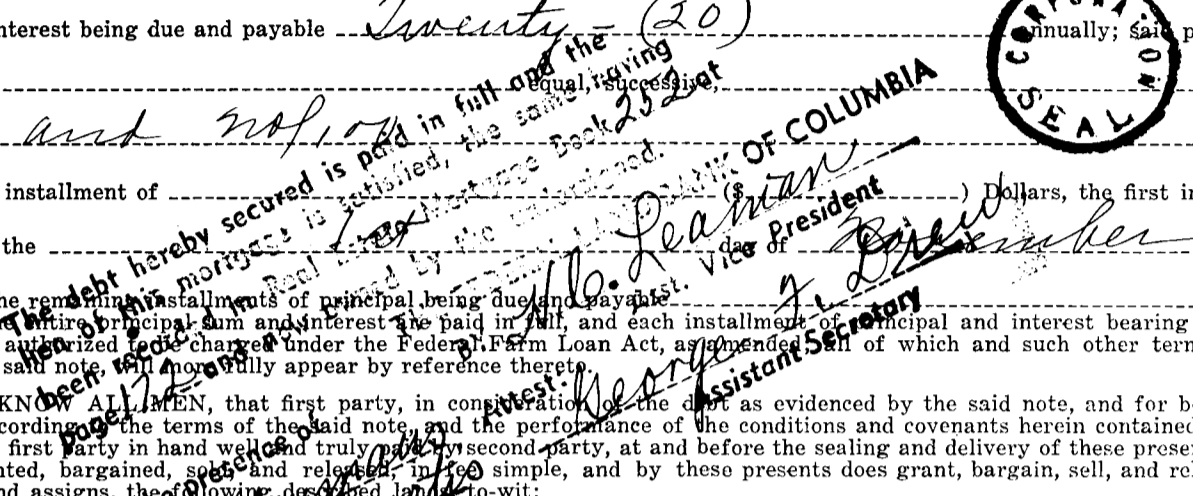 nterest being due and payable Twenty - (20) annually; said p
equal, successive,
and no/100
installment of ($ ) Dollars, the first in
the 1st day of November
he remaining installments of principal being due and payable
e entire principal sum and interest are paid in full, and each installment of principal and interest bearing
authorized to be charged under the Federal Farm Loan Act, as amended, all of which and such other ter
said note, will more fully appear by reference thereto.
KNOW ALL MEN, that first party, in consideration of the debt as evidenced by the said note, and for b
cording to the terms of the said note, and the performance of the conditions and covenants herein contained
first party in hand well and truly paid by second party, at and before the sealing and delivery of these prese
nted, bargained, sold and released, in fee simple, and by these presents does grant, bargain, sell, and re
nd assigns, the following described lands to-wit:
The debt hereby secured is paid in full and the
lien of this mortgage is satisfied, the same having
been recorded in Real Estate Mortgage Book 252 at
page 172 and
by the undersigned.
BANK OF COLUMBIA
Vice President
Attest: George F. Drew
Assistant Secretary
presence of
CORPORATION
SEAL